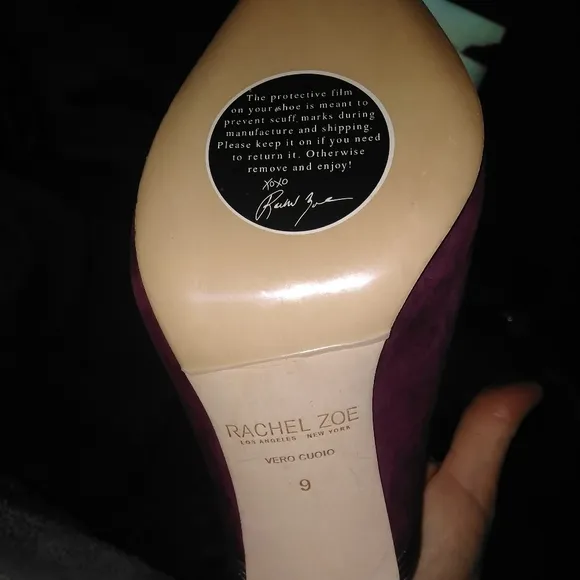 The protective film
on your shoe is meant to
prevent scuff, marks during
manufacture and shipping.
Please keep it on if you need
to return it. Otherwise
remove and enjoy!
xoxo
Rachel Zoe
RACHEL ZOE
LOS ANGELES NEW YORK
VERO CUOIO
9